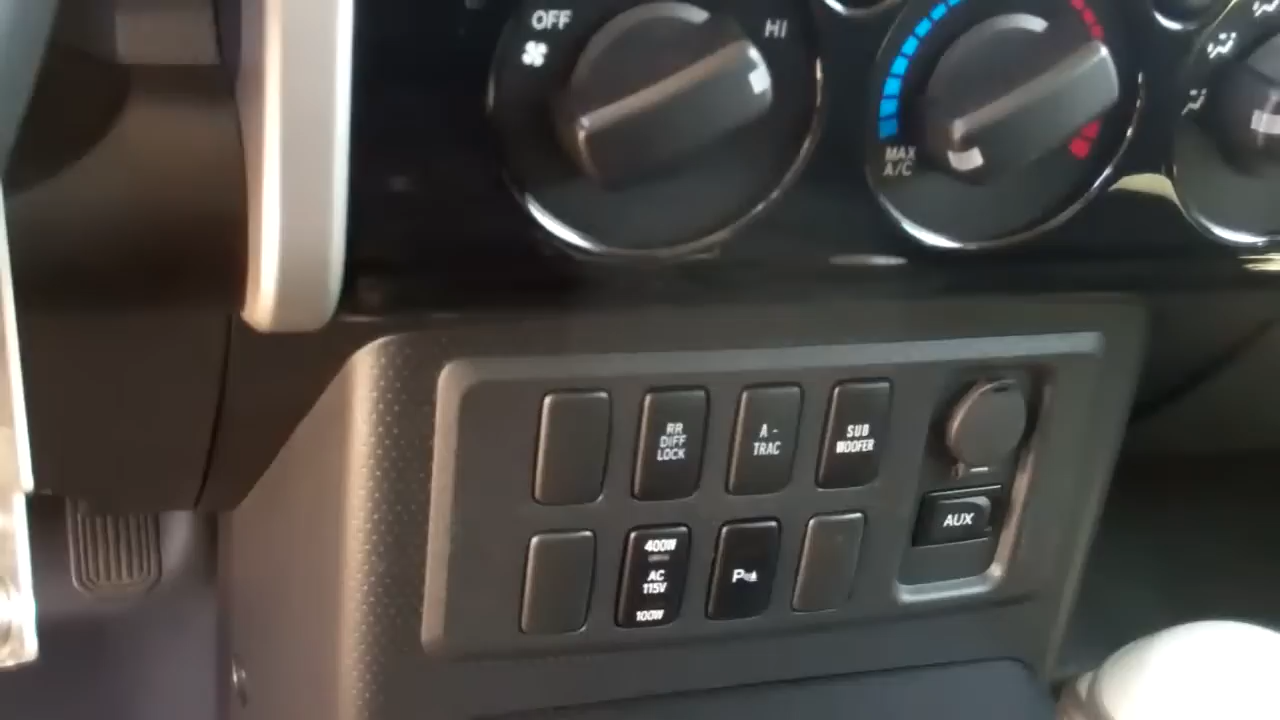 OFF
HI
MAX
A/C
RR
DIFF
LOCK
A -
TRAC
SUB
WOOFER
400W
AC
115V
100W
P
AUX